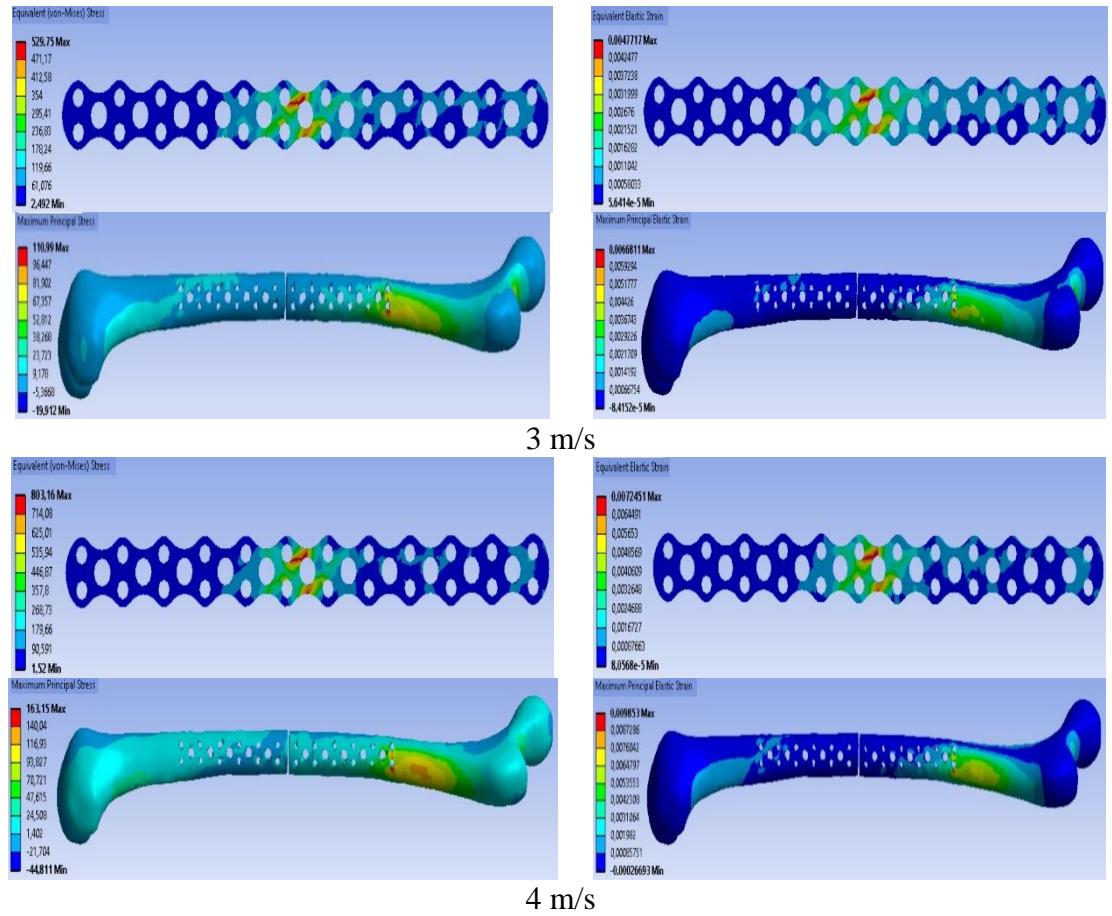 Equivalent (von-Mises) Stress
529,75 Max
471,17
412,58
354
295,41
236,83
178,24
119,66
61,076
2,492 Min
Equivalent Elastic Strain
0,0047717 Max
0,0042477
0,0037238
0,0031999
0,002676
0,0021521
0,0016282
0,0011042
0,00058033
5,6414e-5 Min
Maximum Principal Stress
110,99 Max
96,447
81,902
67,357
52,812
38,268
23,723
9,178
-5,3668
-19,912 Min
Maximum Principal Elastic Strain
0,0066811 Max
0,0059294
0,0051777
0,004426
0,0036743
0,0029226
0,0021709
0,0014192
0,00066754
-8,4152e-5 Min
3 m/s
Equivalent (von-Mises) Stress
803,16 Max
714,08
625,01
535,94
446,87
357,8
268,73
179,66
90,591
1,52 Min
Equivalent Elastic Strain
0,0072451 Max
0,0064491
0,005653
0,0048569
0,0040609
0,0032648
0,0024688
0,0016727
0,00087663
8,0568e-5 Min
Maximum Principal Stress
163,15 Max
140,04
116,93
93,827
70,721
47,615
24,508
1,402
-21,704
-44,811 Min
Maximum Principal Elastic Strain
0,009853 Max
0,0087286
0,0076042
0,0064797
0,0053553
0,0042308
0,0031064
0,001982
0,00085751
-0,00026693 Min
4 m/s